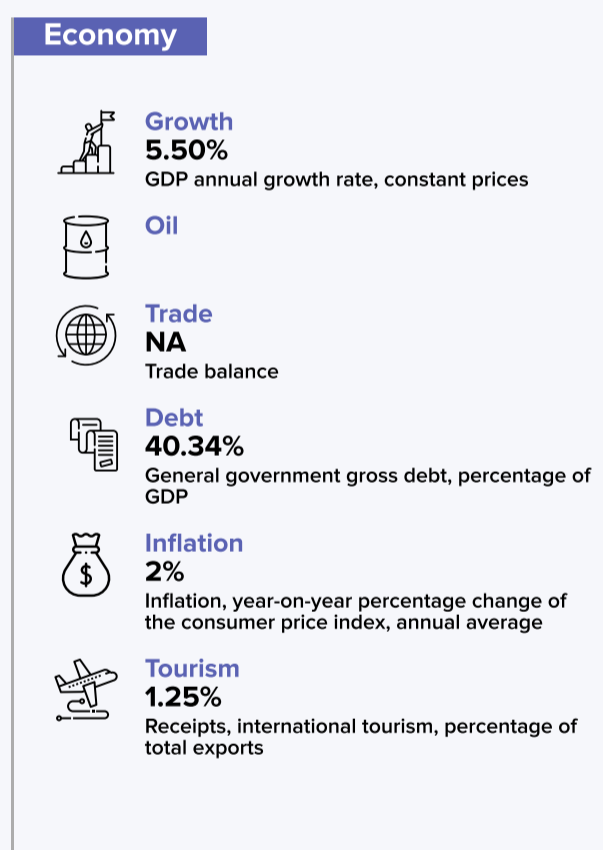 Economy
Growth
5.50%
GDP annual growth rate, constant prices
Oil
Trade
NA
Trade balance
Debt
40.34%
General government gross debt, percentage of
GDP
$
Inflation
2%
Inflation, year-on-year percentage change of
the consumer price index, annual average
Tourism
1.25%
Receipts, international tourism, percentage of
total exports